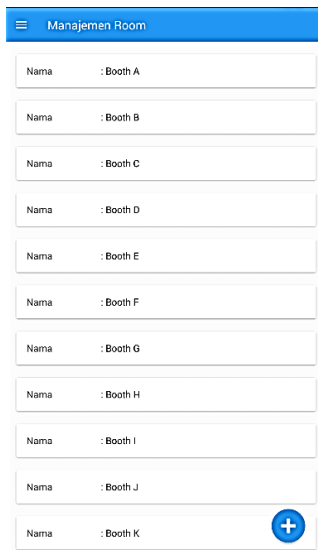 Manajemen Room
Nama : Booth A
Nama : Booth B
Nama : Booth C
Nama : Booth D
Nama : Booth E
Nama : Booth F
Nama : Booth G
Nama : Booth H
Nama : Booth I
Nama : Booth J
Nama : Booth K